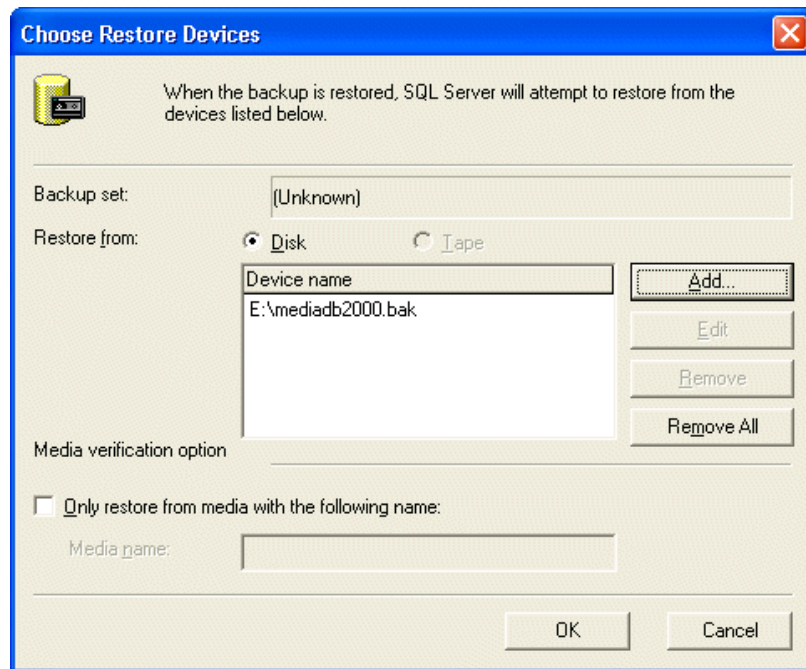 Choose Restore Devices
When the backup is restored, SQL Server will attempt to restore from the
devices listed below.
Backup set:
(Unknown)
Restore from:
Disk
Tape
Device name
E:\mediadb2000.bak
Add...
Edit
Remove
Remove All
Media verification option
Only restore from media with the following name:
Media name:
OK
Cancel